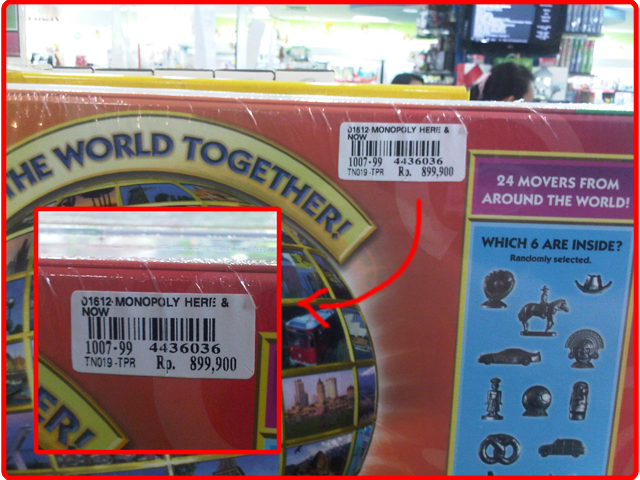 THE WORLD TOGETHER!
01612 MONOPOLY HERE &
NOW
1007-99 4436036
TN019-TPR Rp. 899,900
24 MOVERS FROM
AROUND THE WORLD!
WHICH 6 ARE INSIDE?
Randomly selected.
01612 MONOPOLY HERE &
NOW
1007-99 4436036
TN019-TPR Rp. 899,900
ER!